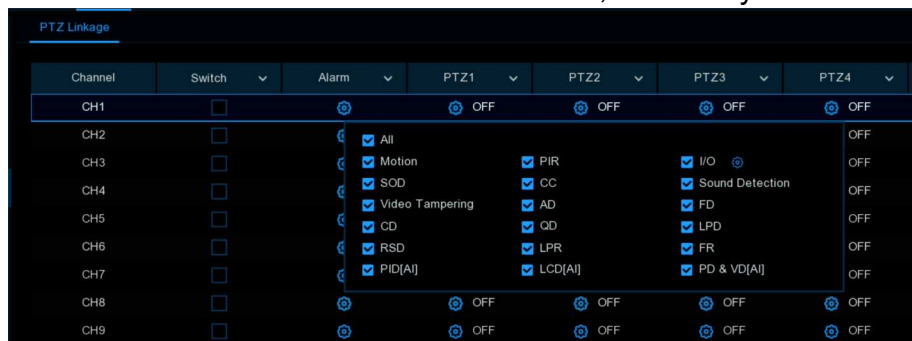 PTZ Linkage
Channel Switch Alarm PTZ1 PTZ2 PTZ3 PTZ4
CH1 OFF OFF OFF OFF
CH2 OFF
All
CH3 OFF
Motion PIR I/O
CH4 OFF
SOD CC Sound Detection
Video Tampering AD FD
CH5 OFF
CD QD LPD
CH6 OFF
RSD LPR FR
CH7 OFF
PID[AI] LCD[AI] PD & VD[AI]
CH8 OFF OFF OFF OFF
CH9 OFF OFF OFF OFF